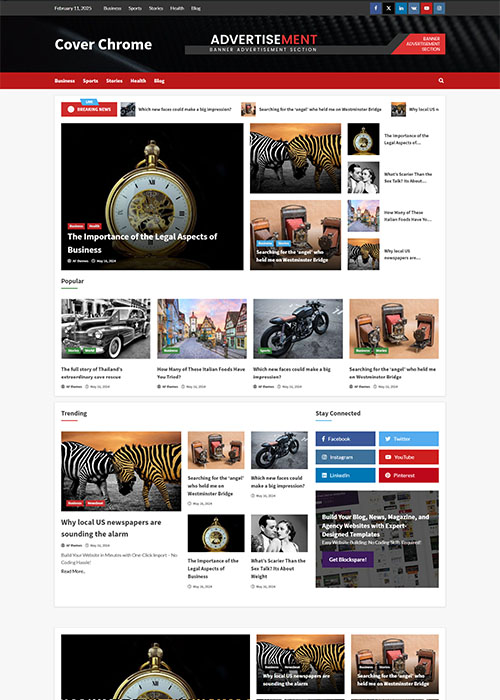 February 11, 2025
Business Sports Stories Health Blog
Cover Chrome
ADVERTISEMENT
BANNER ADVERTISEMENT SECTION
BANNER
ADVERTISEMENT
SECTION
Business Sports Stories Health Blog
LIVE
BREAKING NEWS
Which new faces could make a big impression?
Searching for the 'angel' who held me on Westminster Bridge
Why local US n
Business Health
The Importance of the Legal Aspects of
Business
AF themes May 16, 2024
Business Stories
Searching for the 'angel' who
held me on Westminster Bridge
The Importance of the
Legal Aspects of...
What's Scarier Than the
Sex Talk? Its About...
How Many of These
Italian Foods Have...
Why local US
newspapers are...
Popular
Stories World
The full story of Thailand's
extraordinary cave rescue
AF themes May 16, 2024
Business
How Many of These Italian Foods Have
You Tried?
AF themes May 16, 2024
Sports
Which new faces could make a big
impression?
AF themes May 16, 2024
Business Stories
Searching for the 'angel' who held me
on Westminster Bridge
AF themes May 16, 2024
Trending
Business Newsbeat
Why local US newspapers are
sounding the alarm
AF themes May 16, 2024
Build Your Website in Minutes with One-Click Import – No
Coding Hassle!
Read More..
Searching for the 'angel'
who held me on
Westminster Bridge
May 16, 2024
Which new faces could
make a big impression?
May 16, 2024
The Importance of the
Legal Aspects of
Business
May 16, 2024
What's Scarier Than the
Sex Talk? Its About
Weight
May 16, 2024
Stay Connected
Facebook
Twitter
Instagram
YouTube
LinkedIn
Pinterest
Build Your Blog, News, Magazine, and
Agency Websites with Expert-
Designed Templates
Easy Website Building: No Coding Skills Required!
Get Blockspare!
Business Newsbeat
Why local US newspapers are
sounding the alarm
Business Stories
Searching for the 'angel' who
held me on Westminster Bridge